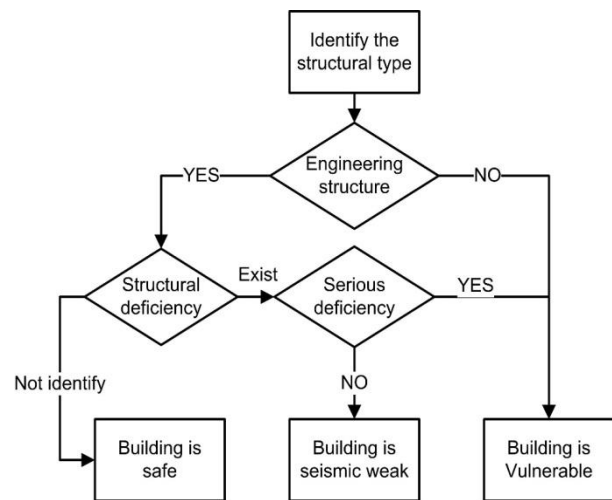 Identify the
structural type
Engineering
structure
YES
NO
Structural
deficiency
Exist
Serious
deficiency
YES
Not identify
NO
Building is
safe
Building is
seismic weak
Building is
Vulnerable